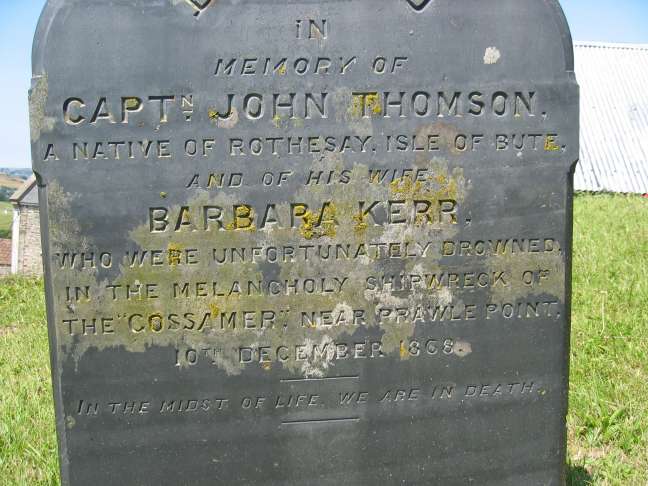 IN
MEMORY OF
CAPTN. JOHN THOMSON,
A NATIVE OF ROTHESAY, ISLE OF BUTE,
AND OF HIS WIFE
BARBARA KERR,
WHO WERE UNFORTUNATELY DROWNED,
IN THE MELANCHOLY SHIPWRECK OF
THE "GOSSAMER", NEAR PRAWLE POINT,
10TH DECEMBER 1868.
IN THE MIDST OF LIFE, WE ARE IN DEATH.